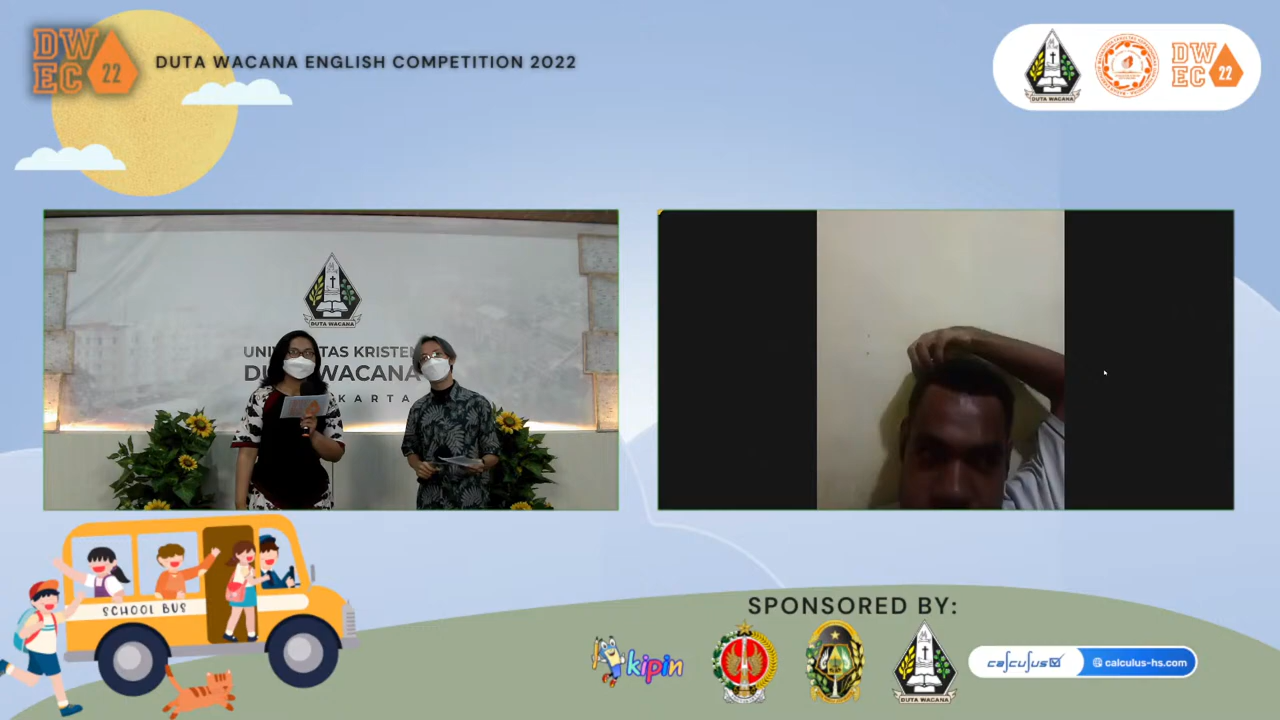 DW
EC 22
DUTA WACANA ENGLISH COMPETITION 2022
DUTA WACANA
DW
EC 22
DUTA WACANA
UNI TAS KRISTEN
DU WACANA
KARTA
SCHOOL BUS
SPONSORED BY:
kipin
DUTA WACANA
calculus
calculus-hs.com